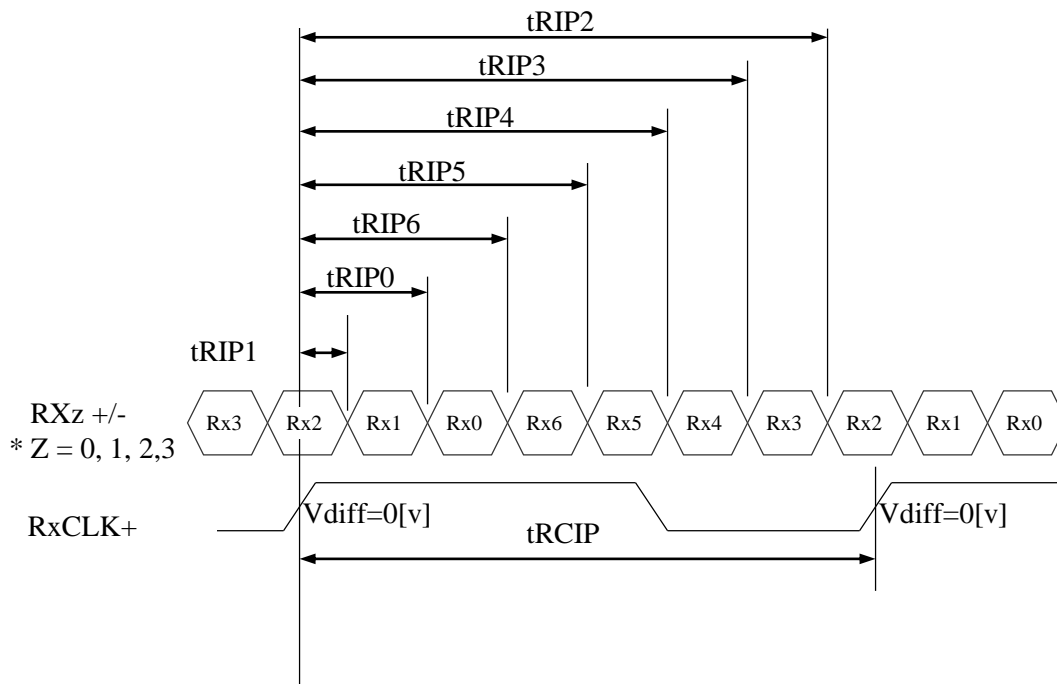 tRIP2
tRIP3
tRIP4
tRIP5
tRIP6
tRIP0
tRIP1
RXz +/-
* Z = 0, 1, 2,3
Rx3 Rx2 Rx1 Rx0 Rx6 Rx5 Rx4 Rx3 Rx2 Rx1 Rx0
RxCLK+
Vdiff=0[v] Vdiff=0[v]
tRCIP